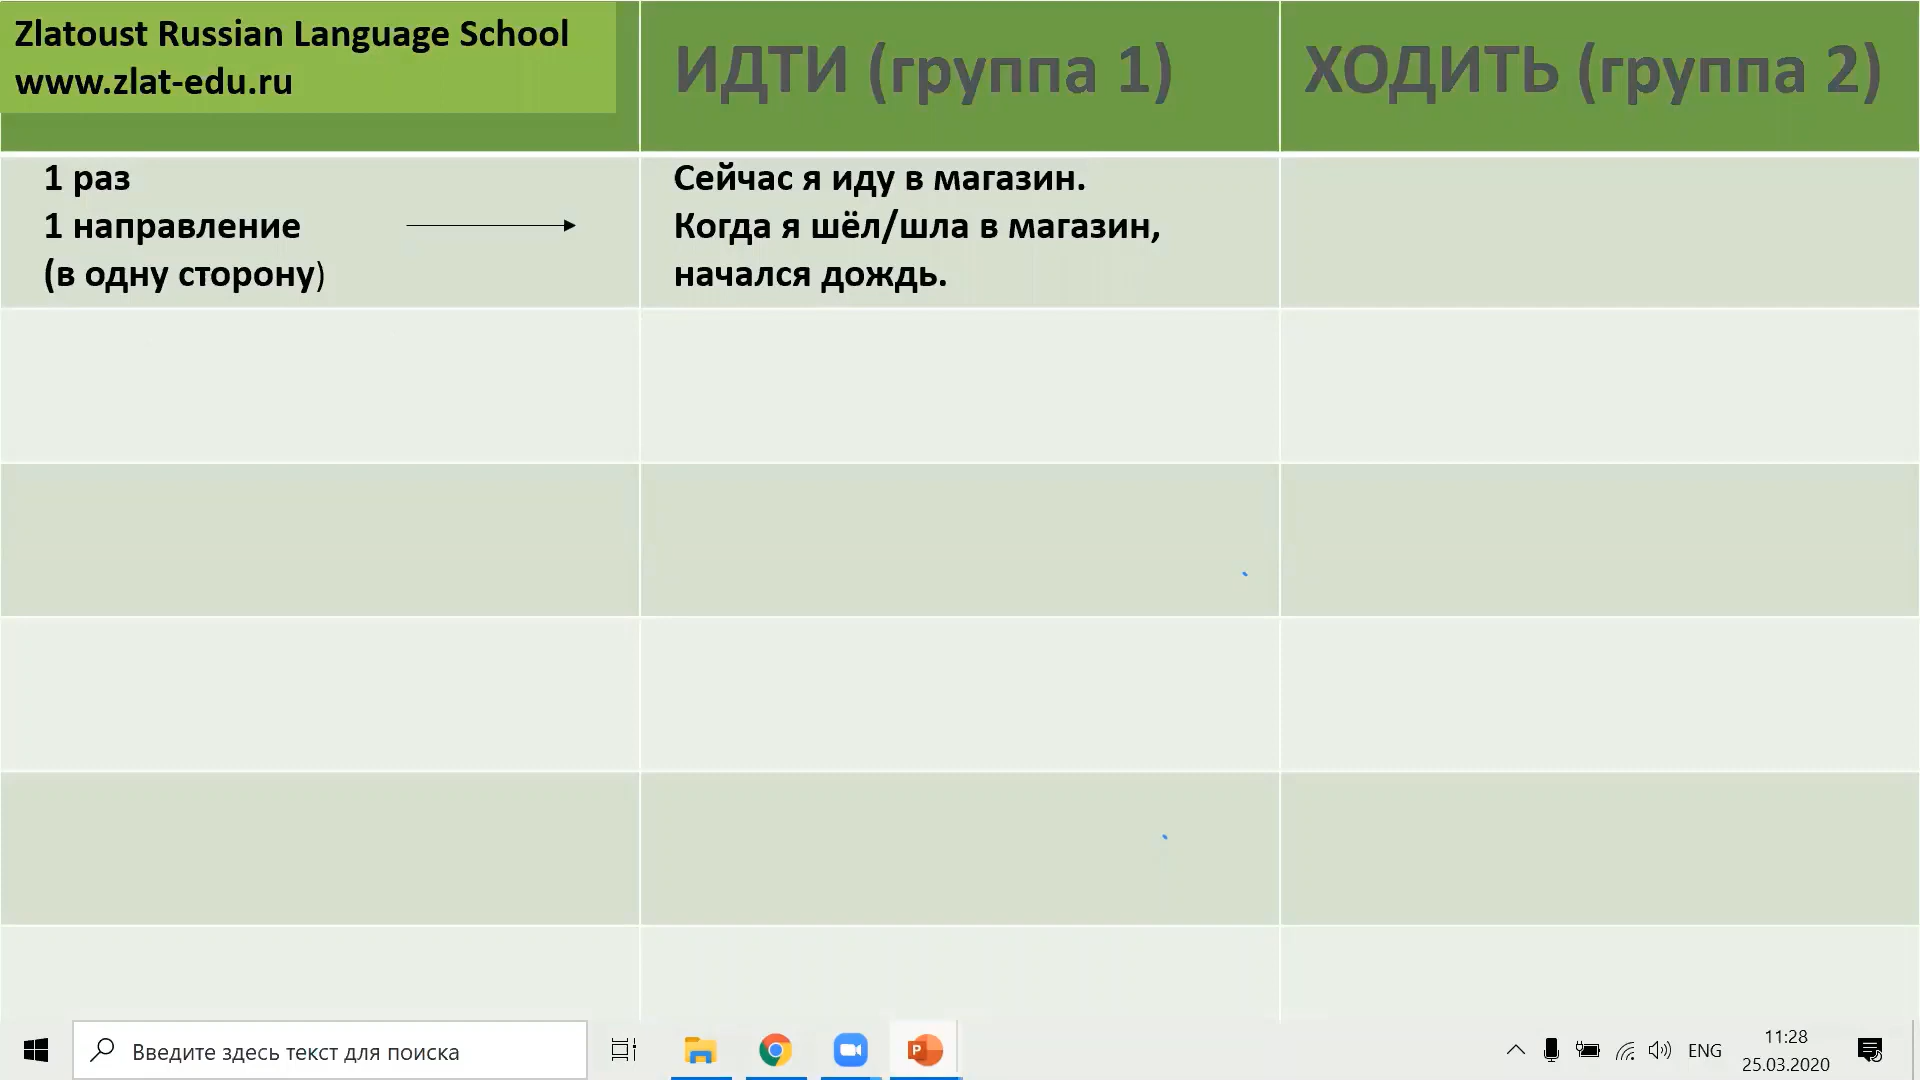 Zlatoust Russian Language School
www.zlat-edu.ru
ИДТИ (группа 1)
ХОДИТЬ (группа 2)
1 раз
1 направление
(в одну сторону)
Сейчас я иду в магазин.
Когда я шёл/шла в магазин,
начался дождь.
Введите здесь текст для поиска
ENG
11:28
25.03.2020